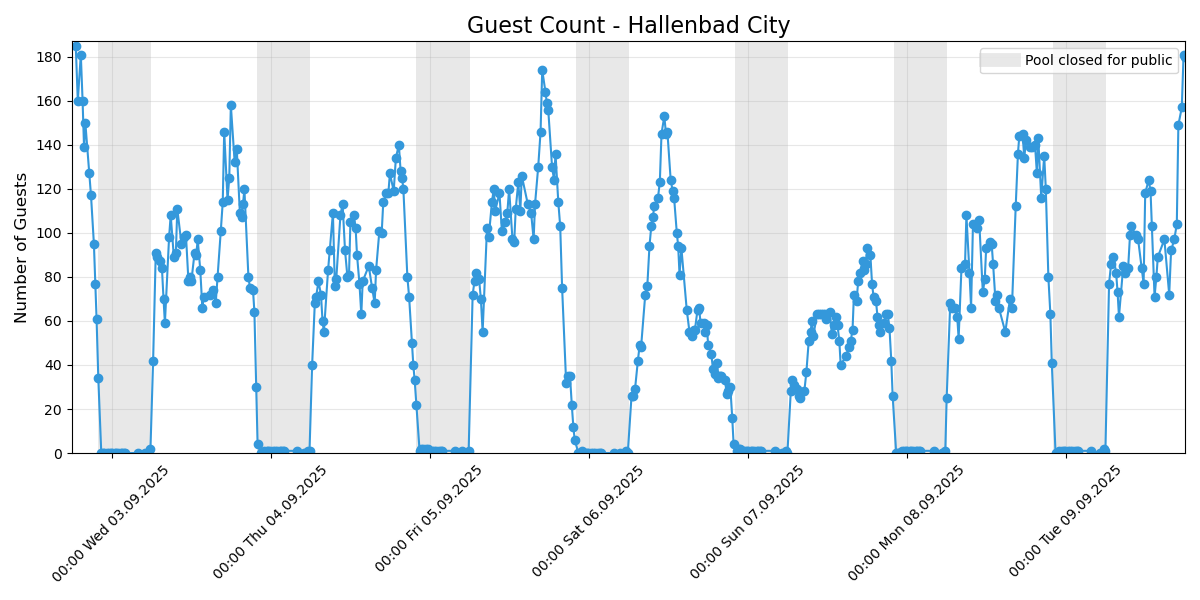 Guest Count - Hallenbad City
Pool closed for public
Number of Guests
180
160
140
120
100
80
60
40
20
0
00:00 Wed 03.09.2025
00:00 Thu 04.09.2025
00:00 Fri 05.09.2025
00:00 Sat 06.09.2025
00:00 Sun 07.09.2025
00:00 Mon 08.09.2025
00:00 Tue 09.09.2025